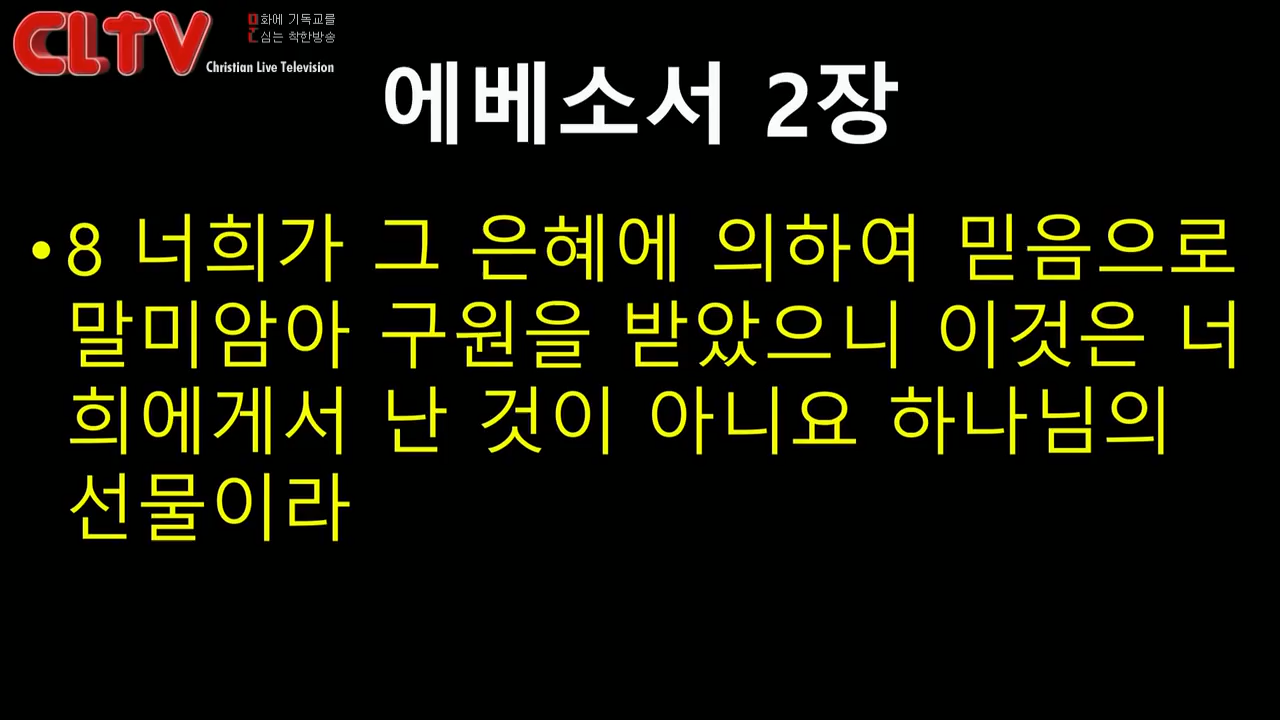 CLTV
문화에 기독교를
심는 착한방송
Christian Live Television
에베소서 2장
•8 너희가 그 은혜에 의하여 믿음으로
말미암아 구원을 받았으니 이것은 너
희에게서 난 것이 아니요 하나님의
선물이라